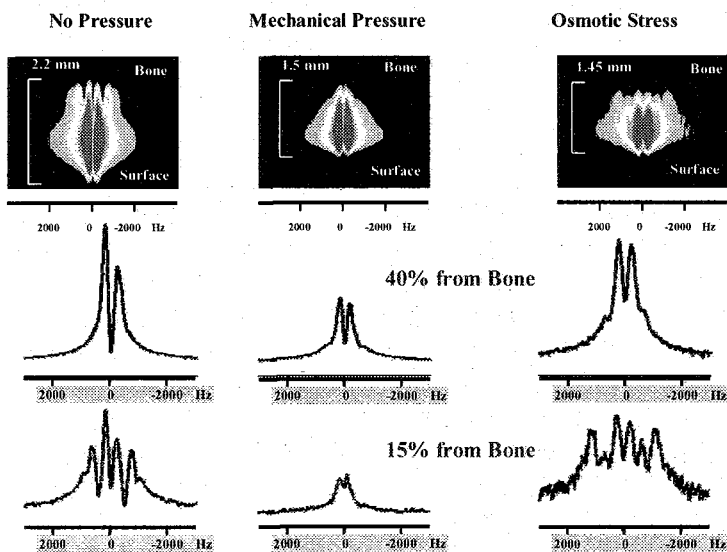 No Pressure Mechanical Pressure Osmotic Stress
2.2 mm Bone 1.5 mm Bone 1.45 mm Bone
Surface Surface Surface
2000 0 -2000 Hz 2000 0 -2000 Hz 2000 0 -2000 Hz
40% from Bone
2000 0 -2000 Hz 2000 0 -2000 Hz 2000 0 -2000 Hz
15% from Bone
2000 0 -2000 Hz 2000 0 -2000 Hz 2000 0 -2000 Hz